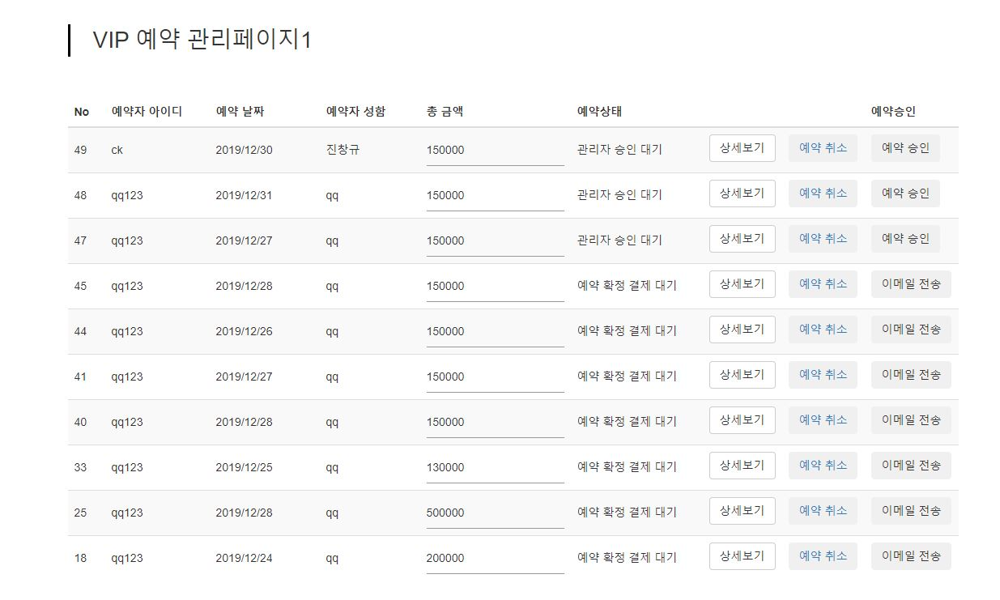 VIP 예약 관리페이지1
No 예약자 아이디 예약 날짜 예약자 성함 총 금액 예약상태 예약승인
49 ck 2019/12/30 진창규 150000 관리자 승인 대기 상세보기 예약 취소 예약 승인
48 qq123 2019/12/31 qq 150000 관리자 승인 대기 상세보기 예약 취소 예약 승인
47 qq123 2019/12/27 qq 150000 관리자 승인 대기 상세보기 예약 취소 예약 승인
45 qq123 2019/12/28 qq 150000 예약 확정 결제 대기 상세보기 예약 취소 이메일 전송
44 qq123 2019/12/26 qq 150000 예약 확정 결제 대기 상세보기 예약 취소 이메일 전송
41 qq123 2019/12/27 qq 150000 예약 확정 결제 대기 상세보기 예약 취소 이메일 전송
40 qq123 2019/12/28 qq 150000 예약 확정 결제 대기 상세보기 예약 취소 이메일 전송
33 qq123 2019/12/25 qq 130000 예약 확정 결제 대기 상세보기 예약 취소 이메일 전송
25 qq123 2019/12/28 qq 500000 예약 확정 결제 대기 상세보기 예약 취소 이메일 전송
18 qq123 2019/12/24 qq 200000 예약 확정 결제 대기 상세보기 예약 취소 이메일 전송